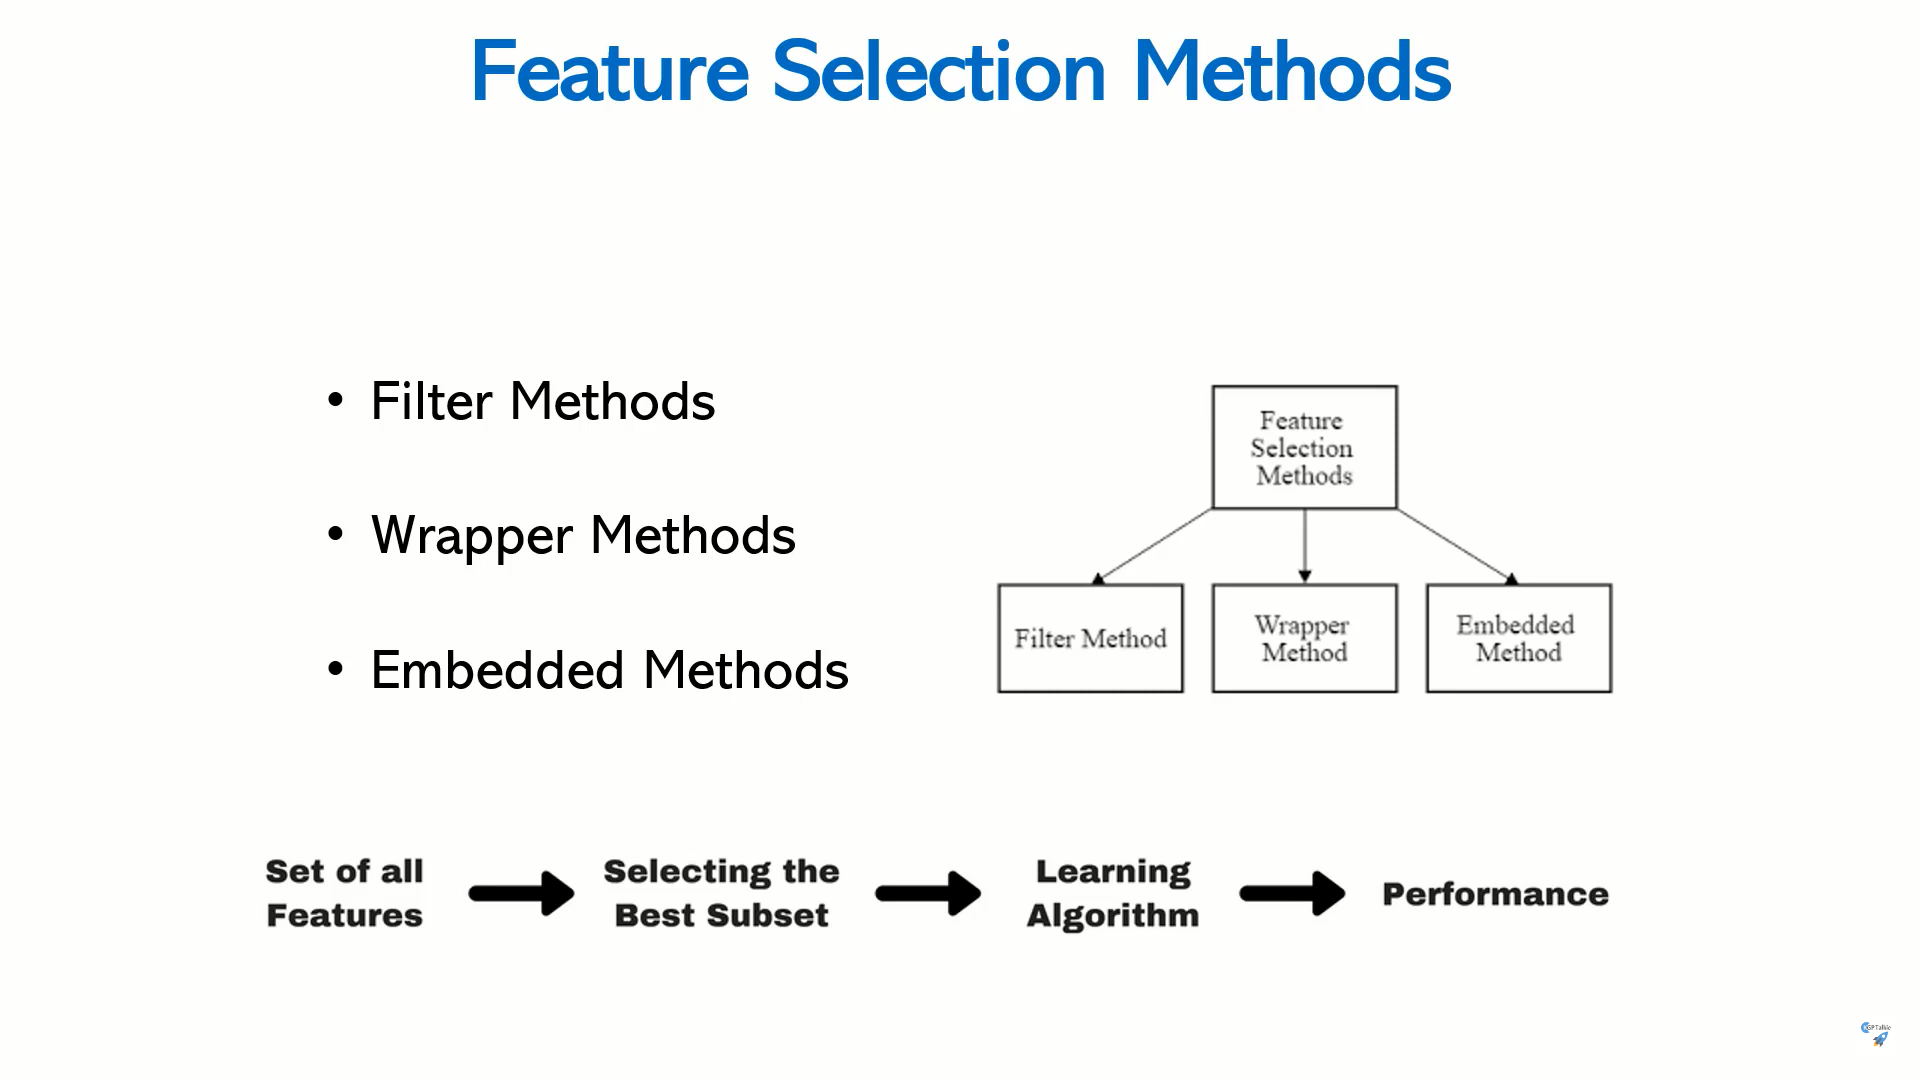 Feature Selection Methods
• Filter Methods
• Wrapper Methods
• Embedded Methods
Feature
Selection
Methods
Filter Method
Wrapper
Method
Embedded
Method
Set of all
Features
Selecting the
Best Subset
Learning
Algorithm
Performance